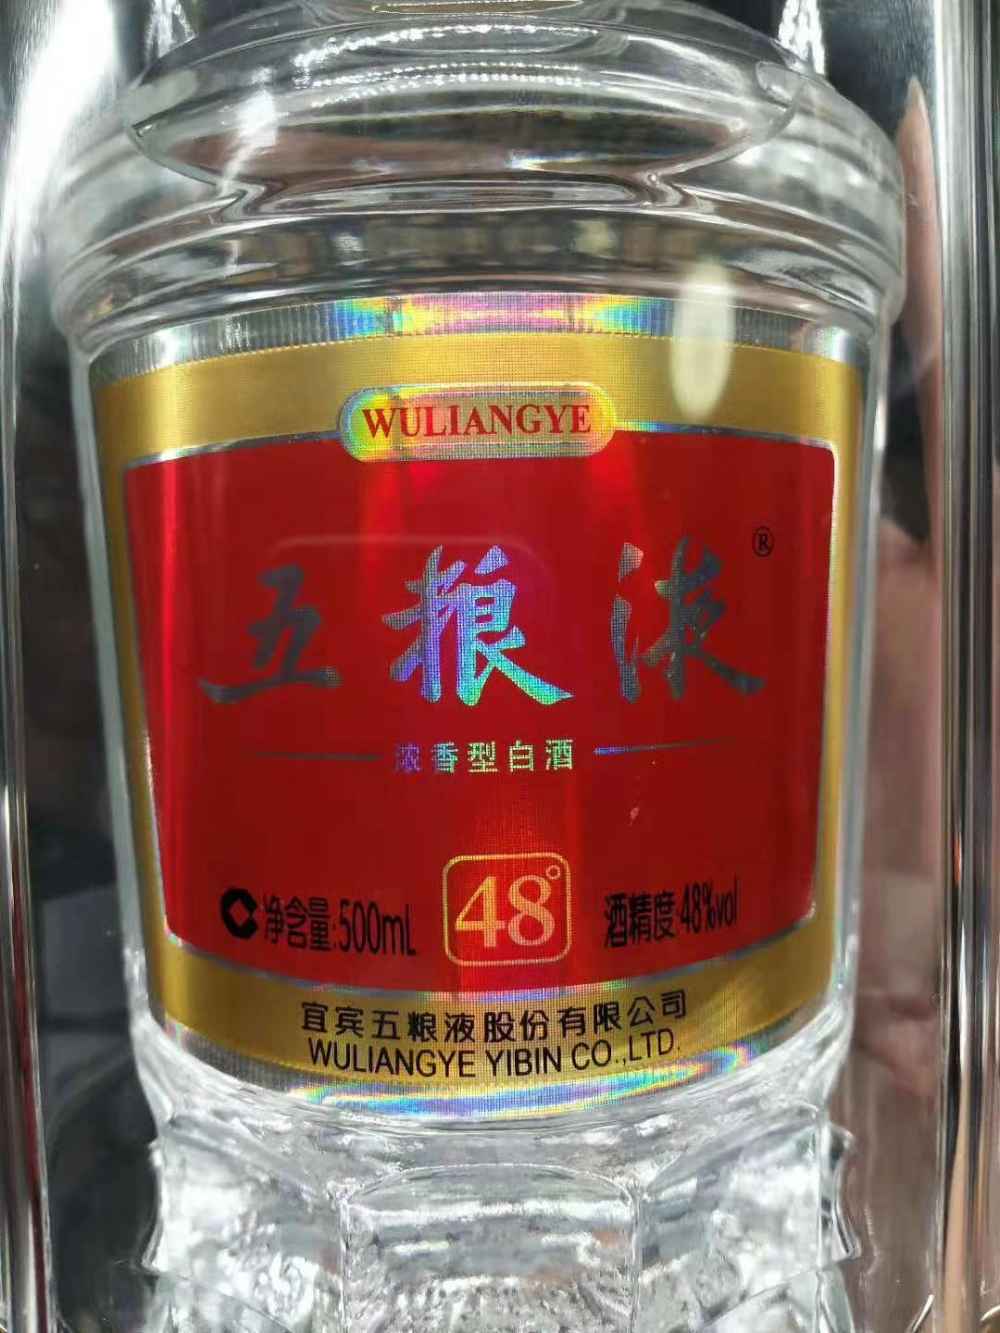 WULIANGYE
五粮液®
浓香型白酒
净含量:500mL
48°
酒精度:48%vol
宜宾五粮液股份有限公司
WULIANGYE YIBIN CO.,LTD.